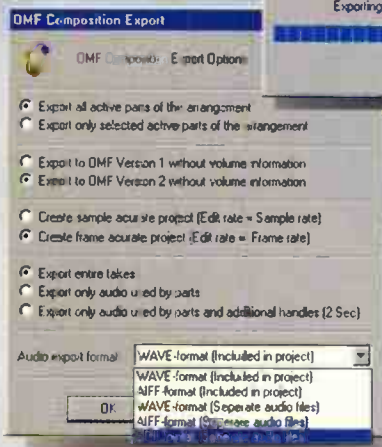 Exporting
OMF Composition Export
OMF Export Options
Export all active parts of the arrangement
Export only selected active parts of the arrangement
Export to OMF Version 1 without volume information
Export to OMF Version 2 without volume information
Create sample acurate project (Edit rate = Sample rate)
Create frame acurate project (Edit rate = Frame rate)
Export entire takes
Export only audio used by parts
Export only audio used by parts and additional handles (2 Sec)
Audio export format WAVE-format (Included in project)
WAVE-format (Included in project)
AIFF-format (Included in project)
WAVE-format (Seperate audio files)
OK AIFF-format (Seperate audio files)